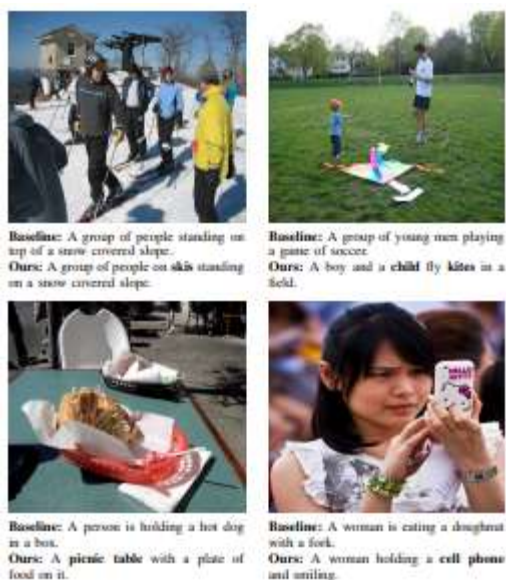 Baseline: A group of people standing on
top of a snow covered slope.
Ours: A group of people on skis standing
on a snow covered slope.
Baseline: A group of young men playing
a game of soccer.
Ours: A boy and a child fly kites in a
field.
HELLO
KITTY
Baseline: A person is holding a hot dog
in a box.
Ours: A picnic table with a plate of
food on it.
Baseline: A woman is eating a doughnut
with a fork.
Ours: A woman holding a cell phone
and smiling.